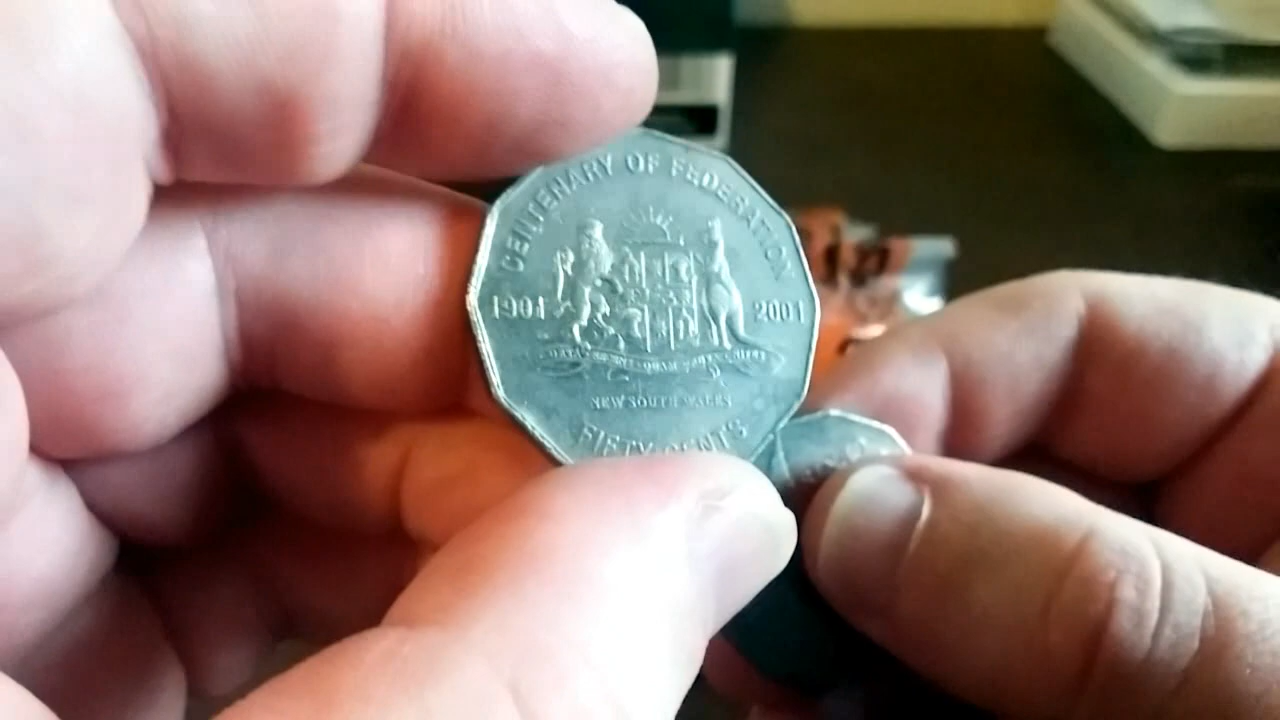 CENTENARY OF FEDERATION
1901 2001
NEW SOUTH WALES
FIFTY CENTS